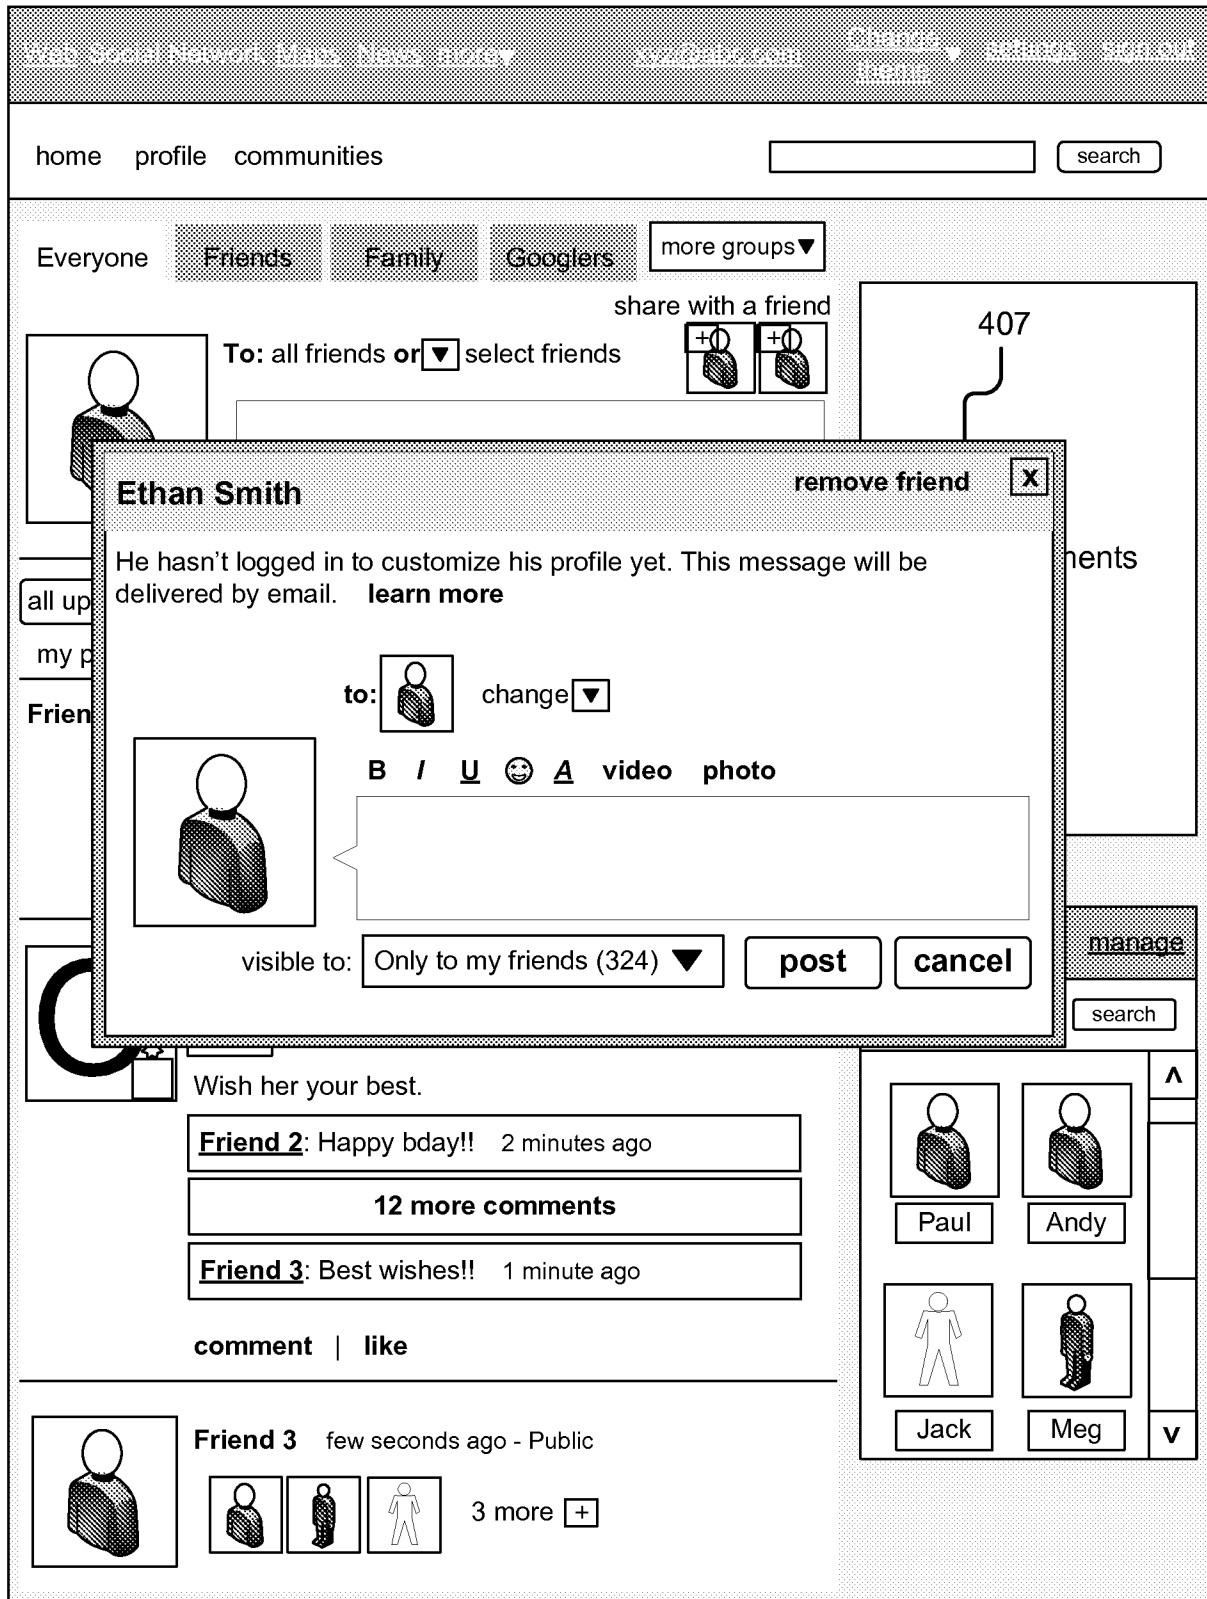 Web Social Network Maps News more▼ xyz@abc.com Change theme ▼ settings sign out
home profile communities search
Everyone Friends Family Googlers more groups▼
share with a friend
407
To: all friends or ▼ select friends
+ +
Ethan Smith remove friend X
He hasn't logged in to customize his profile yet. This message will be
delivered by email. learn more
ments
all up
my p
to: change ▼
Frien
B I U A video photo
visible to: Only to my friends (324) ▼ post cancel
manage
search
Wish her your best.
Friend 2: Happy bday!! 2 minutes ago
12 more comments
Friend 3: Best wishes!! 1 minute ago
comment | like
Paul Andy
Jack Meg
Friend 3 few seconds ago - Public
3 more +